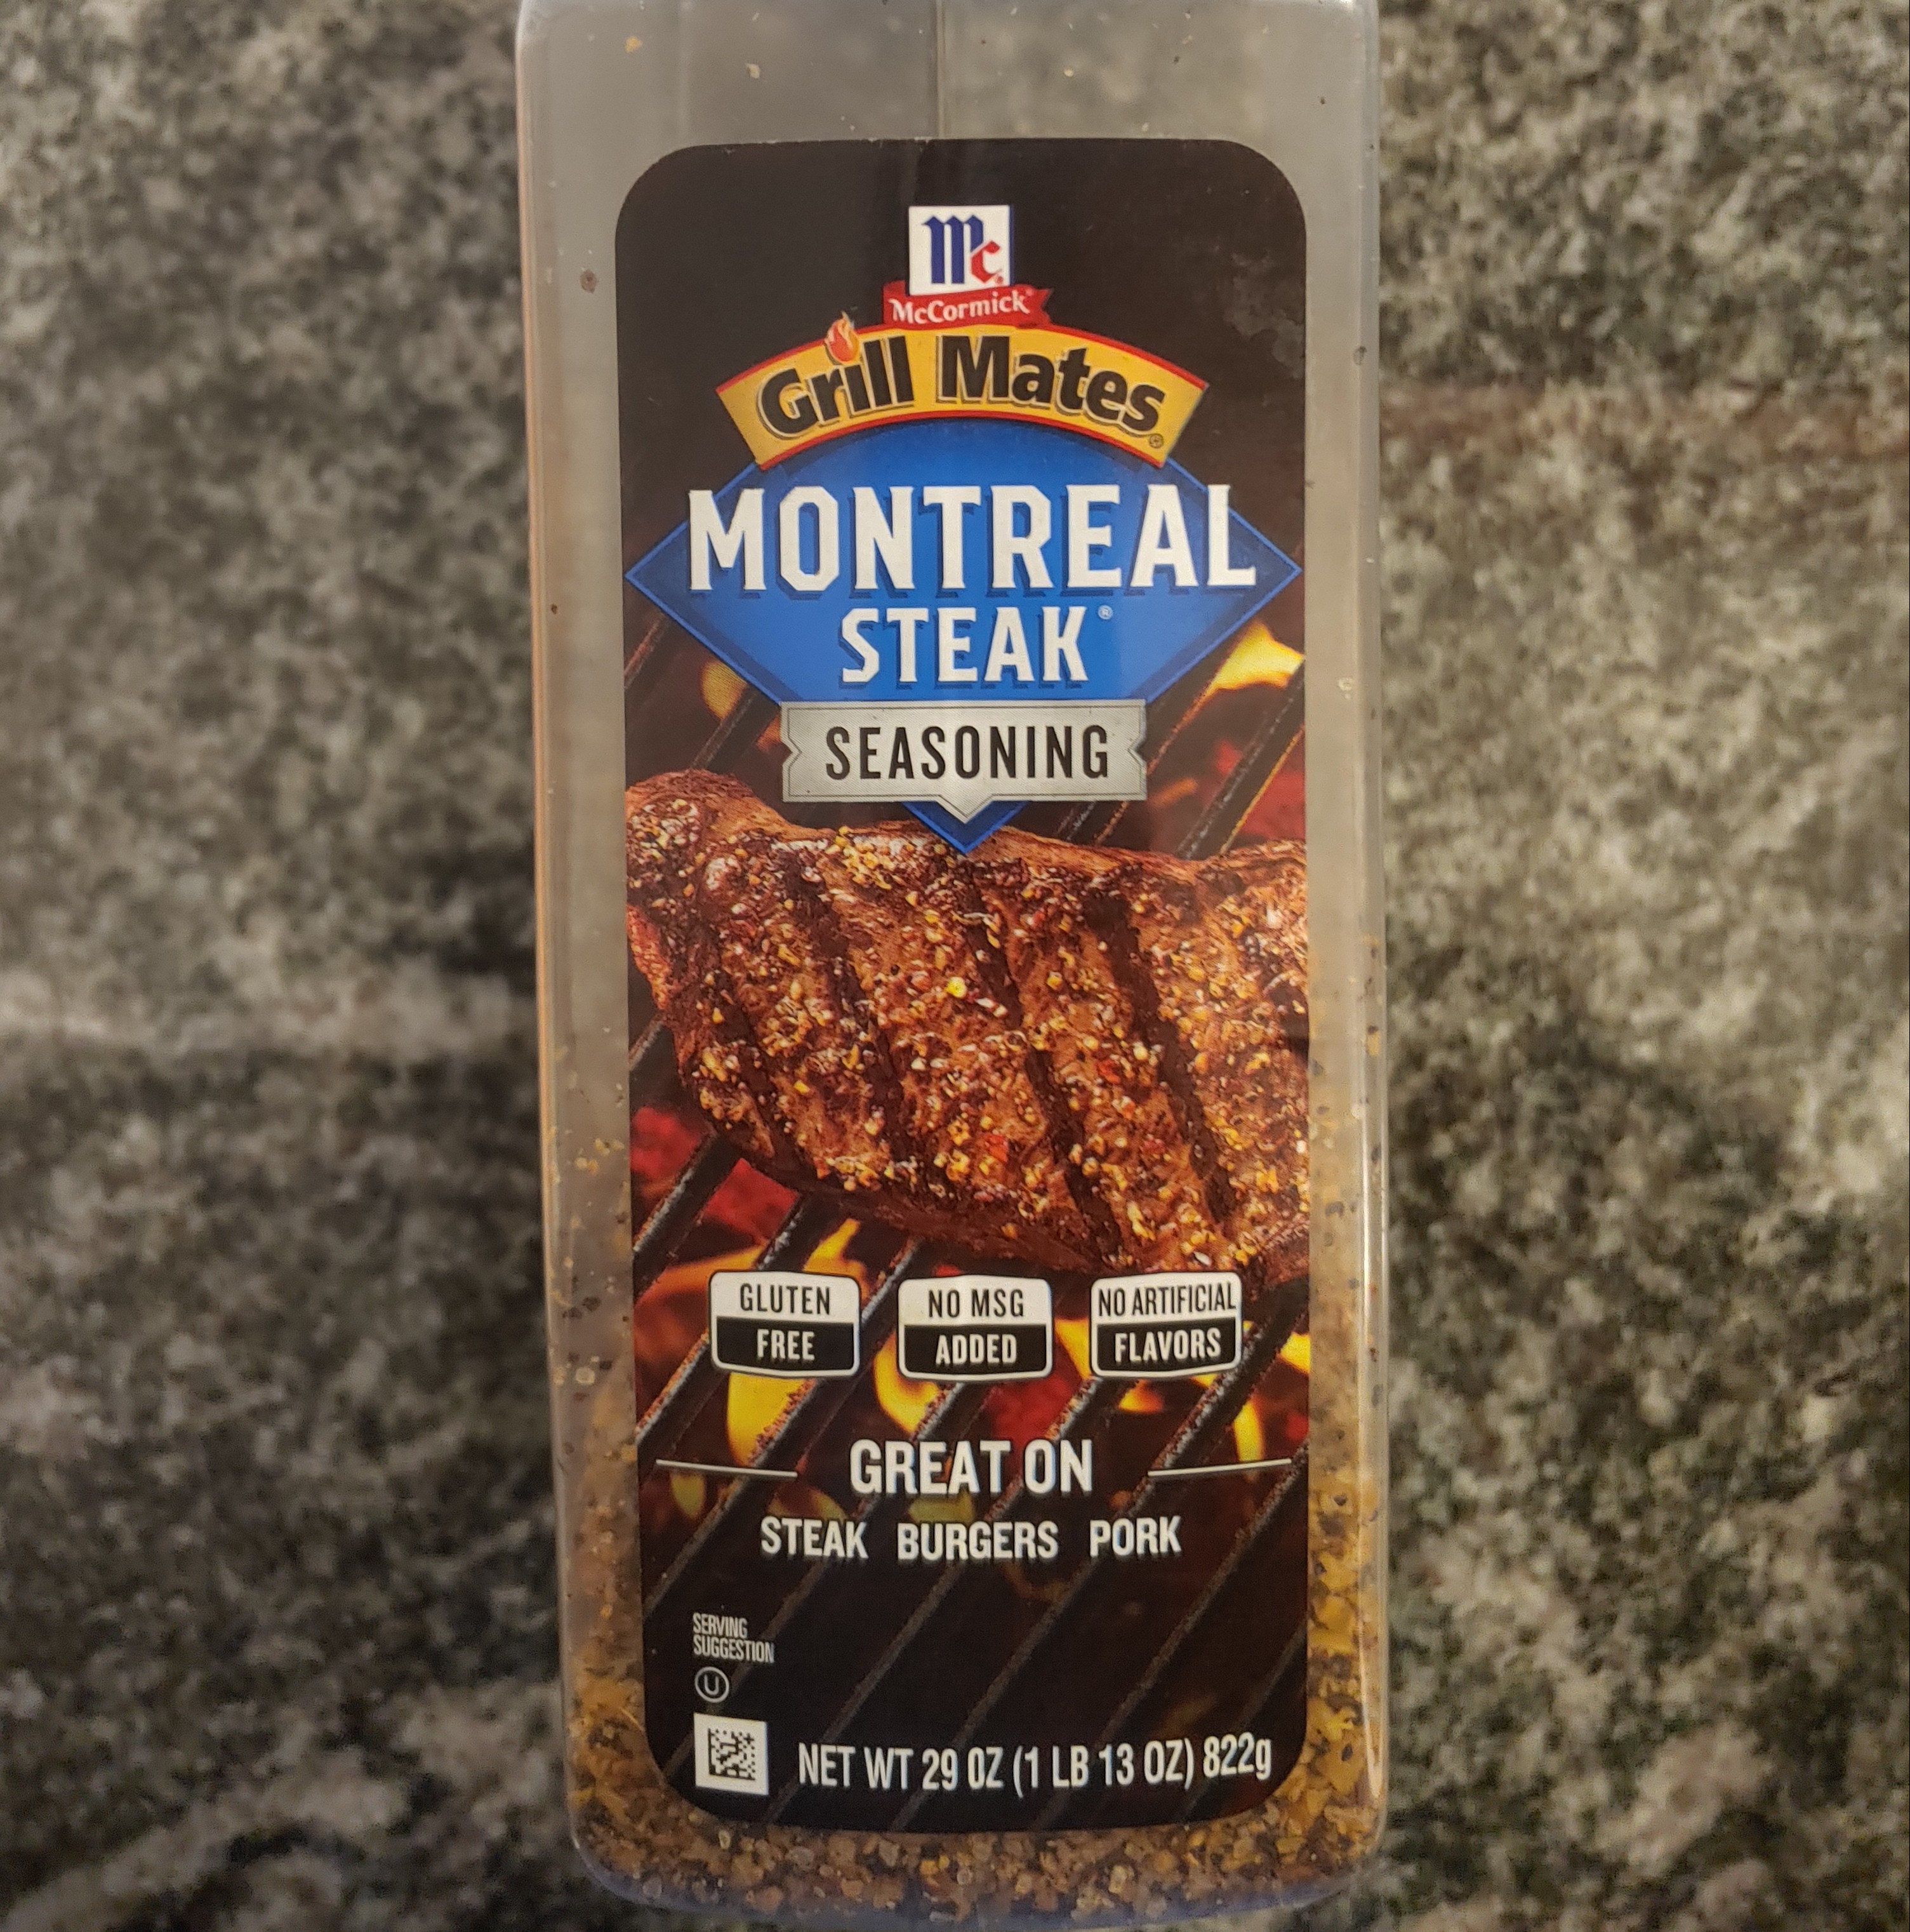 Mc
McCormick®
Grill Mates®
MONTREAL
STEAK®
SEASONING
GLUTEN
FREE
NO MSG
ADDED
NO ARTIFICIAL
FLAVORS
GREAT ON
STEAK BURGERS PORK
SERVING
SUGGESTION
U
NET WT 29 OZ (1 LB 13 OZ) 822g